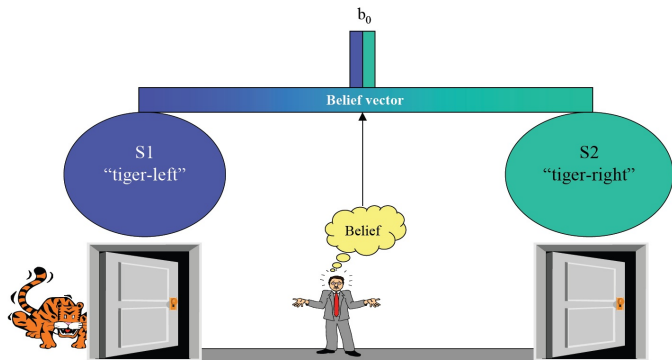 b₀
Belief vector
S1
“tiger-left”
S2
“tiger-right”
Belief